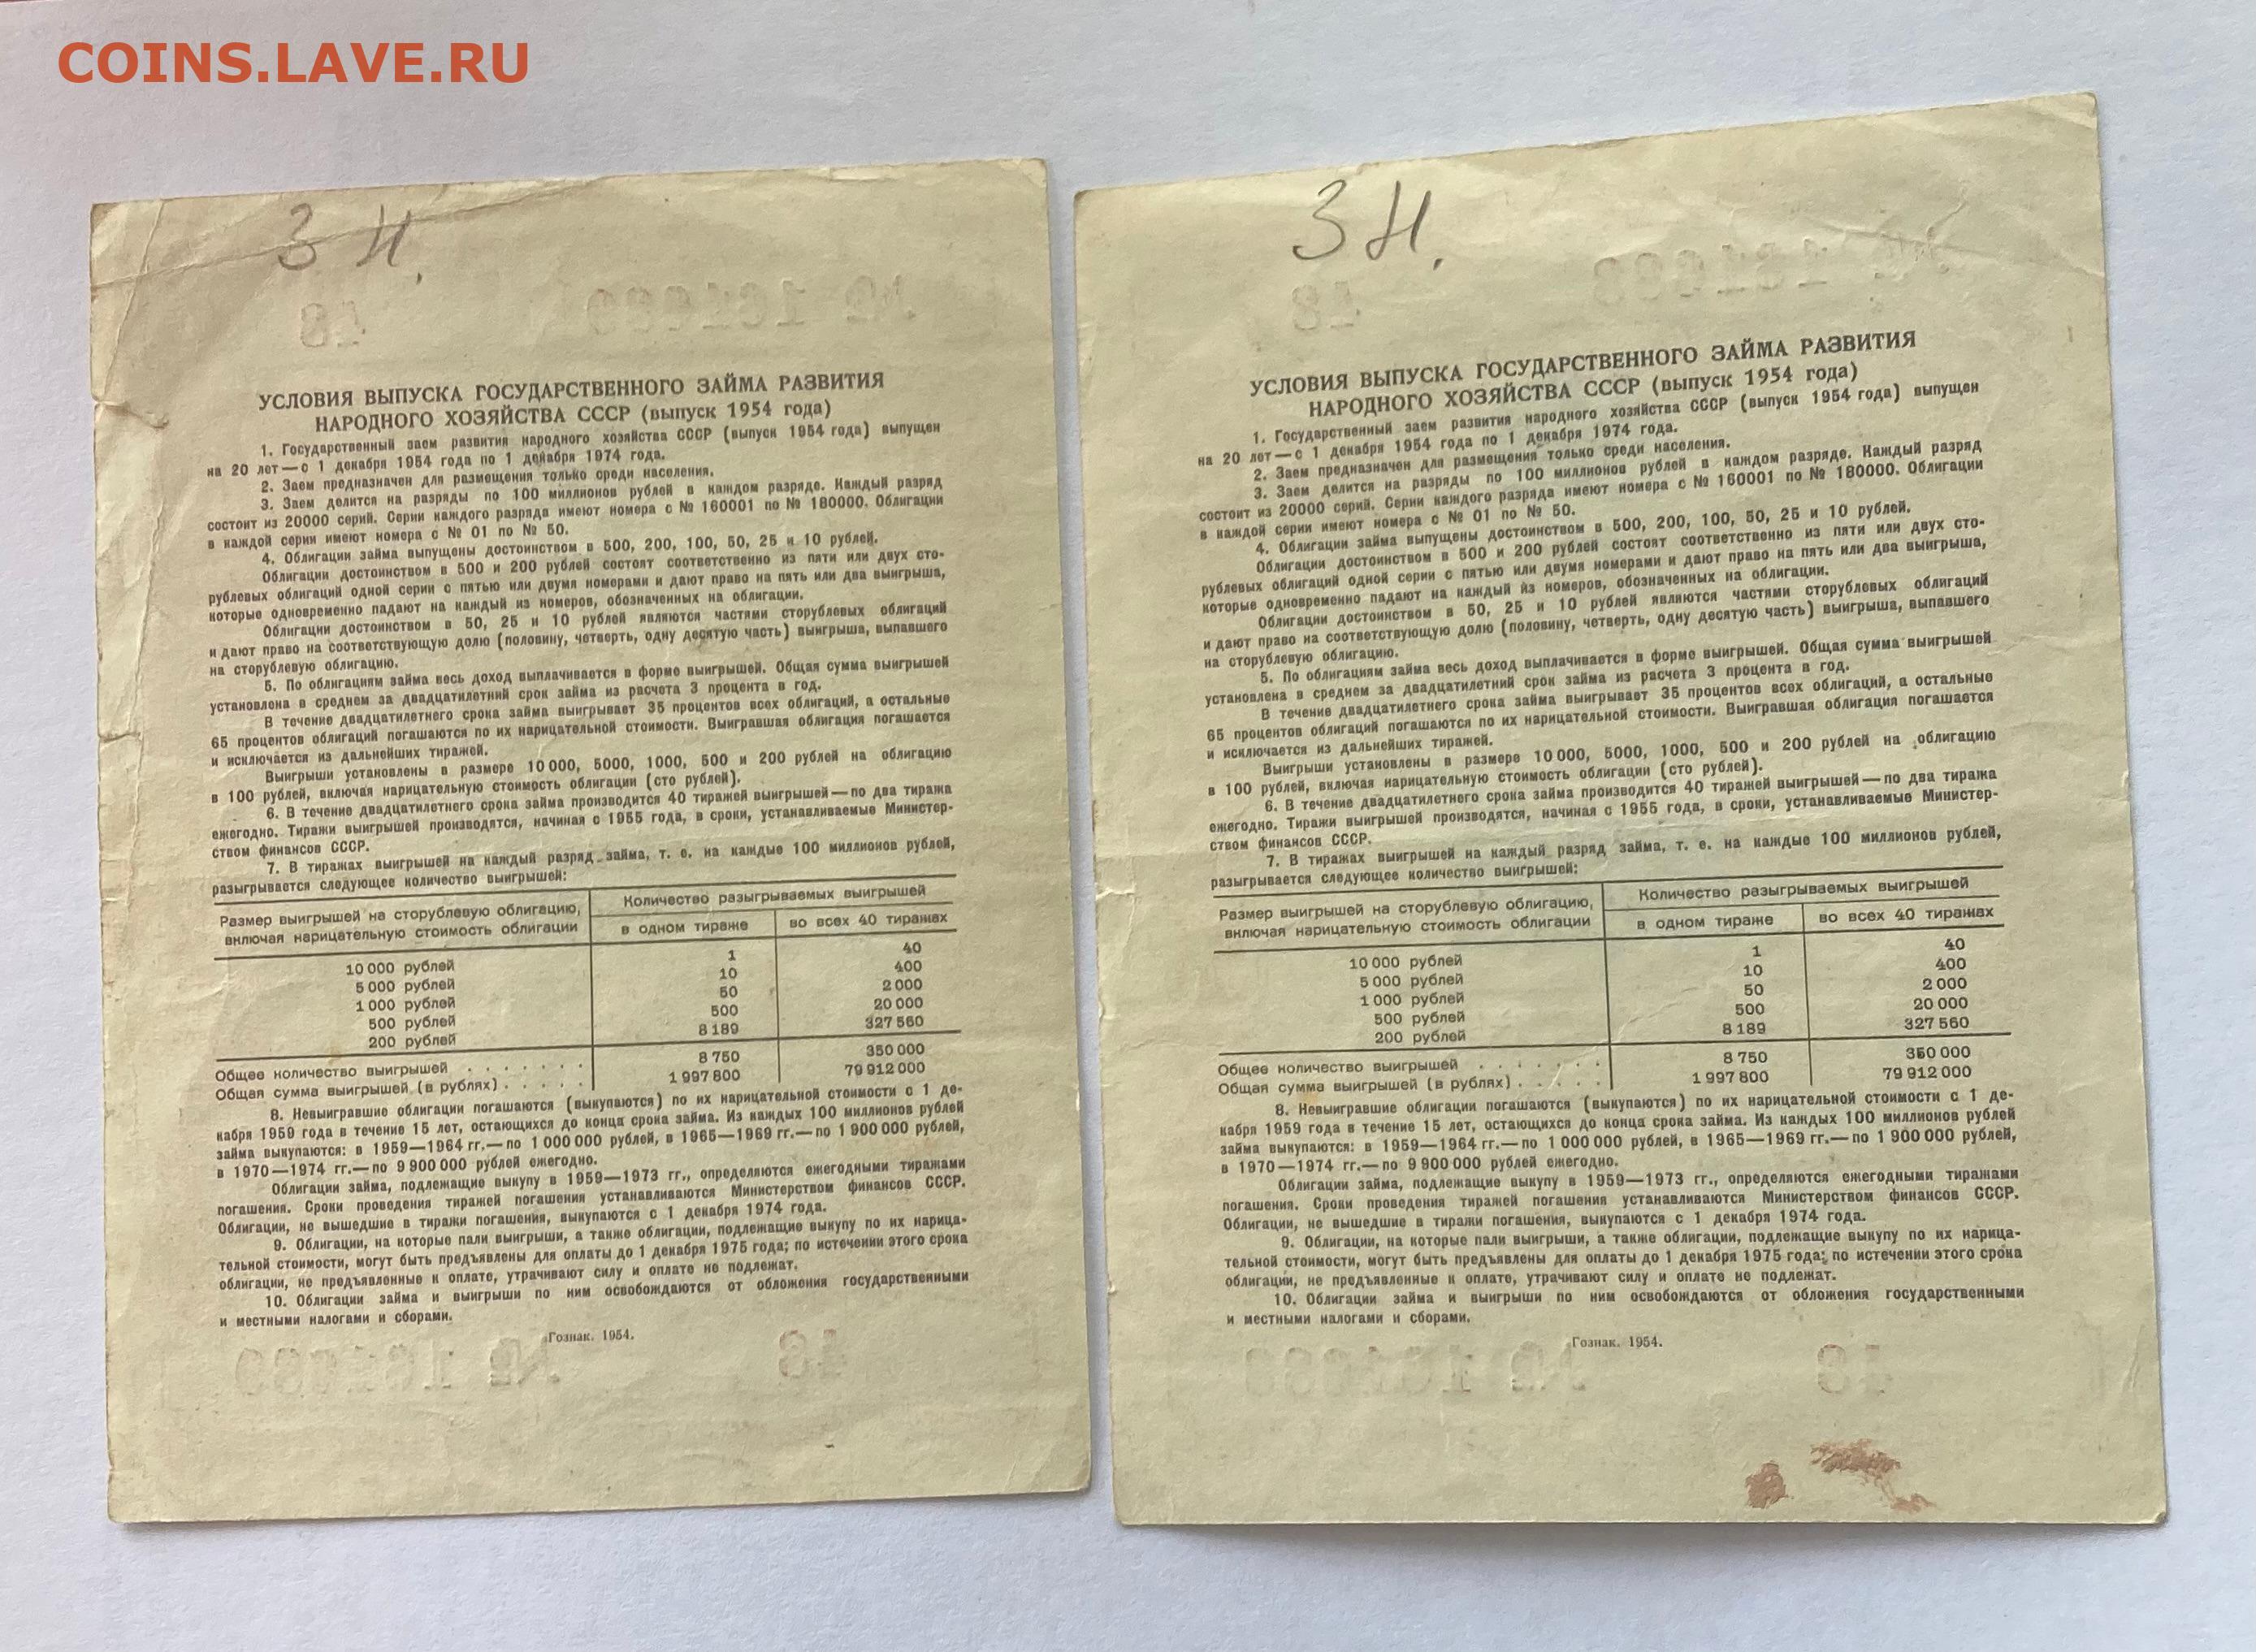 COINS.LAVE.RU
З Н.
УСЛОВИЯ ВЫПУСКА ГОСУДАРСТВЕННОГО ЗАЙМА РАЗВИТИЯ
НАРОДНОГО ХОЗЯЙСТВА СССР (выпуск 1954 года)
1. Государственный заем развития народного хозяйства СССР (выпуск 1954 года) выпущен
на 20 лет — с 1 декабря 1954 года по 1 декабря 1974 года.
2. Заем предназначен для размещения только среди населения.
3. Заем делится на разряды по 100 миллионов рублей в каждом разряде. Каждый разряд
состоит из 20000 серий. Серии каждого разряда имеют номера с № 160001 по № 180000. Облигации
в каждой серии имеют номера с № 01 по № 50.
4. Облигации займа выпущены достоинством в 500, 200, 100, 50, 25 и 10 рублей.
Облигации достоинством в 500 и 200 рублей состоят соответственно из пяти или двух сто-
рублевых облигаций одной серии с пятью или двумя номерами и дают право на пять или два выигрыша,
которые одновременно падают на каждый из номеров, обозначенных на облигации.
Облигации достоинством в 50, 25 и 10 рублей являются частями сторублевых облигаций
и дают право на соответствующую долю (половину, четверть, одну десятую часть) выигрыша, выпавшего
на сторублевую облигацию.
5. По облигациям займа весь доход выплачивается в форме выигрышей. Общая сумма выигрышей
установлена в среднем за двадцатилетний срок займа из расчета 3 процента в год.
В течение двадцатилетнего срока займа выигрывает 35 процентов всех облигаций, а остальные
65 процентов облигаций погашаются по их нарицательной стоимости. Выигравшая облигация погашается
и исключается из дальнейших тиражей.
Выигрыши установлены в размере 10 000, 5000, 1000, 500 и 200 рублей на облигацию
в 100 рублей, включая нарицательную стоимость облигации (сто рублей).
6. В течение двадцатилетнего срока займа производится 40 тиражей выигрышей — по два тиража
ежегодно. Тиражи выигрышей производятся, начиная с 1955 года, в сроки, устанавливаемые Министер-
ством финансов СССР.
7. В тиражах выигрышей на каждый разряд займа, т. е. на каждые 100 миллионов рублей,
разыгрывается следующее количество выигрышей:
Размер выигрышей на сторублевую облигацию, включая нарицательную стоимость облигации
Количество разыгрываемых выигрышей
в одном тираже во всех 40 тиражах
10 000 рублей 1 40
5 000 рублей 10 400
1 000 рублей 50 2 000
500 рублей 500 20 000
200 рублей 8 189 327 560
Общее количество выигрышей . . . . . . . 8 750 350 000
Общая сумма выигрышей (в рублях) . . . . . 1 997 800 79 912 000
8. Невыигравшие облигации погашаются (выкупаются) по их нарицательной стоимости с 1 де-
кабря 1959 года в течение 15 лет, остающихся до конца срока займа. Из каждых 100 миллионов рублей
займа выкупаются: в 1959—1964 гг.— по 1 000 000 рублей, в 1965—1969 гг.— по 1 900 000 рублей,
в 1970—1974 гг.— по 9 900 000 рублей ежегодно.
Облигации займа, подлежащие выкупу в 1959—1973 гг., определяются ежегодными тиражами
погашения. Сроки проведения тиражей погашения устанавливаются Министерством финансов СССР.
Облигации, не вышедшие в тиражи погашения, выкупаются с 1 декабря 1974 года.
9. Облигации, на которые пали выигрыши, а также облигации, подлежащие выкупу по их нарица-
тельной стоимости, могут быть предъявлены для оплаты до 1 декабря 1975 года; по истечении этого срока
облигации, не предъявленные к оплате, утрачивают силу и оплате не подлежат.
10. Облигации займа и выигрыши по ним освобождаются от обложения государственными
и местными налогами и сборами.
Гознак. 1954.
З Н.
УСЛОВИЯ ВЫПУСКА ГОСУДАРСТВЕННОГО ЗАЙМА РАЗВИТИЯ
НАРОДНОГО ХОЗЯЙСТВА СССР (выпуск 1954 года)
1. Государственный заем развития народного хозяйства СССР (выпуск 1954 года) выпущен
на 20 лет — с 1 декабря 1954 года по 1 декабря 1974 года.
2. Заем предназначен для размещения только среди населения.
3. Заем делится на разряды по 100 миллионов рублей в каждом разряде. Каждый разряд
состоит из 20000 серий. Серии каждого разряда имеют номера с № 160001 по № 180000. Облигации
в каждой серии имеют номера с № 01 по № 50.
4. Облигации займа выпущены достоинством в 500, 200, 100, 50, 25 и 10 рублей.
Облигации достоинством в 500 и 200 рублей состоят соответственно из пяти или двух сто-
рублевых облигаций одной серии с пятью или двумя номерами и дают право на пять или два выигрыша,
которые одновременно падают на каждый из номеров, обозначенных на облигации.
Облигации достоинством в 50, 25 и 10 рублей являются частями сторублевых облигаций
и дают право на соответствующую долю (половину, четверть, одну десятую часть) выигрыша, выпавшего
на сторублевую облигацию.
5. По облигациям займа весь доход выплачивается в форме выигрышей. Общая сумма выигрышей
установлена в среднем за двадцатилетний срок займа из расчета 3 процента в год.
В течение двадцатилетнего срока займа выигрывает 35 процентов всех облигаций, а остальные
65 процентов облигаций погашаются по их нарицательной стоимости. Выигравшая облигация погашается
и исключается из дальнейших тиражей.
Выигрыши установлены в размере 10 000, 5000, 1000, 500 и 200 рублей на облигацию
в 100 рублей, включая нарицательную стоимость облигации (сто рублей).
6. В течение двадцатилетнего срока займа производится 40 тиражей выигрышей — по два тиража
ежегодно. Тиражи выигрышей производятся, начиная с 1955 года, в сроки, устанавливаемые Министер-
ством финансов СССР.
7. В тиражах выигрышей на каждый разряд займа, т. е. на каждые 100 миллионов рублей,
разыгрывается следующее количество выигрышей:
Размер выигрышей на сторублевую облигацию, включая нарицательную стоимость облигации
Количество разыгрываемых выигрышей
в одном тираже во всех 40 тиражах
10 000 рублей 1 40
5 000 рублей 10 400
1 000 рублей 50 2 000
500 рублей 500 20 000
200 рублей 8 189 327 560
Общее количество выигрышей . . . . . . . 8 750 350 000
Общая сумма выигрышей (в рублях) . . . . . 1 997 800 79 912 000
8. Невыигравшие облигации погашаются (выкупаются) по их нарицательной стоимости с 1 де-
кабря 1959 года в течение 15 лет, остающихся до конца срока займа. Из каждых 100 миллионов рублей
займа выкупаются: в 1959—1964 гг.— по 1 000 000 рублей, в 1965—1969 гг.— по 1 900 000 рублей,
в 1970—1974 гг.— по 9 900 000 рублей ежегодно.
Облигации займа, подлежащие выкупу в 1959—1973 гг., определяются ежегодными тиражами
погашения. Сроки проведения тиражей погашения устанавливаются Министерством финансов СССР.
Облигации, не вышедшие в тиражи погашения, выкупаются с 1 декабря 1974 года.
9. Облигации, на которые пали выигрыши, а также облигации, подлежащие выкупу по их нарица-
тельной стоимости, могут быть предъявлены для оплаты до 1 декабря 1975 года; по истечении этого срока
облигации, не предъявленные к оплате, утрачивают силу и оплате не подлежат.
10. Облигации займа и выигрыши по ним освобождаются от обложения государственными
и местными налогами и сборами.
Гознак. 1954.